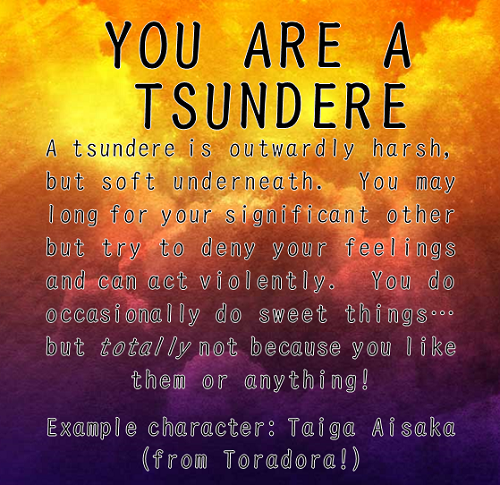 YOU ARE A
TSUNDERE
A tsundere is outwardly harsh,
but soft underneath. You may
long for your significant other
but try to deny your feelings
and can act violently. You do
occasionally do sweet things…
but totally not because you like
them or anything!
Example character: Taiga Aisaka
(from Toradora!)